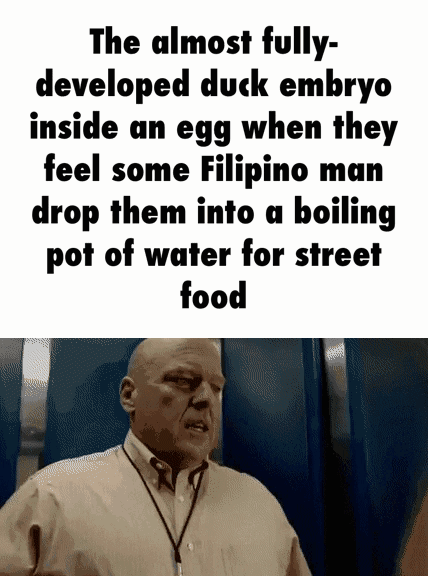 The almost fully-
developed duck embryo
inside an egg when they
feel some Filipino man
drop them into a boiling
pot of water for street
food